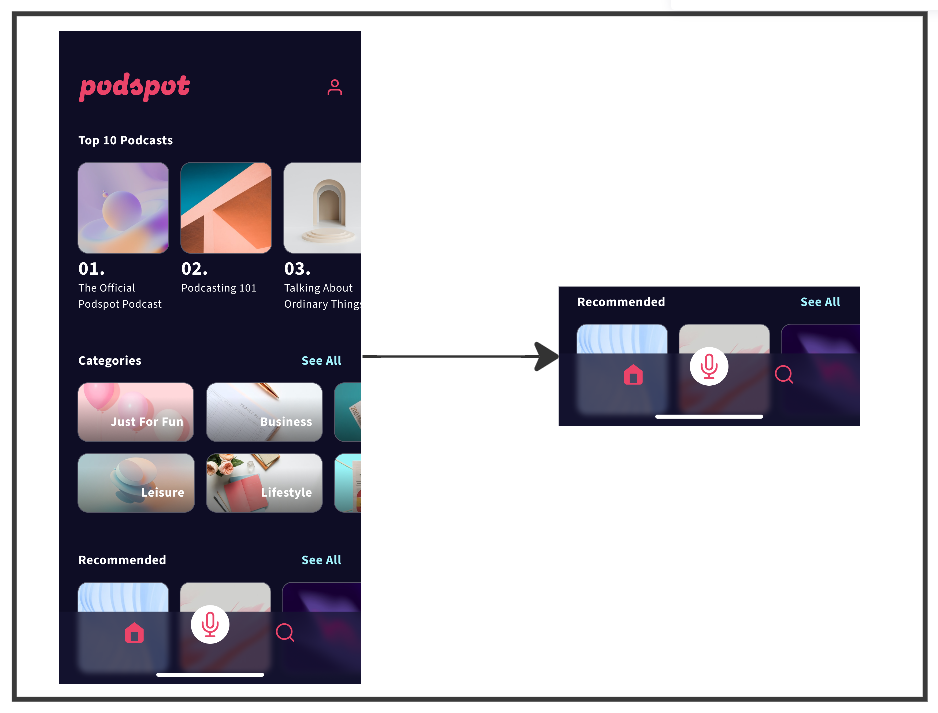 podspot
Top 10 Podcasts
01.
The Official
Podspot Podcast
02.
Podcasting 101
03.
Talking About
Ordinary Things
Categories
See All
Just For Fun
Business
Leisure
Lifestyle
Recommended
See All
Recommended
See All